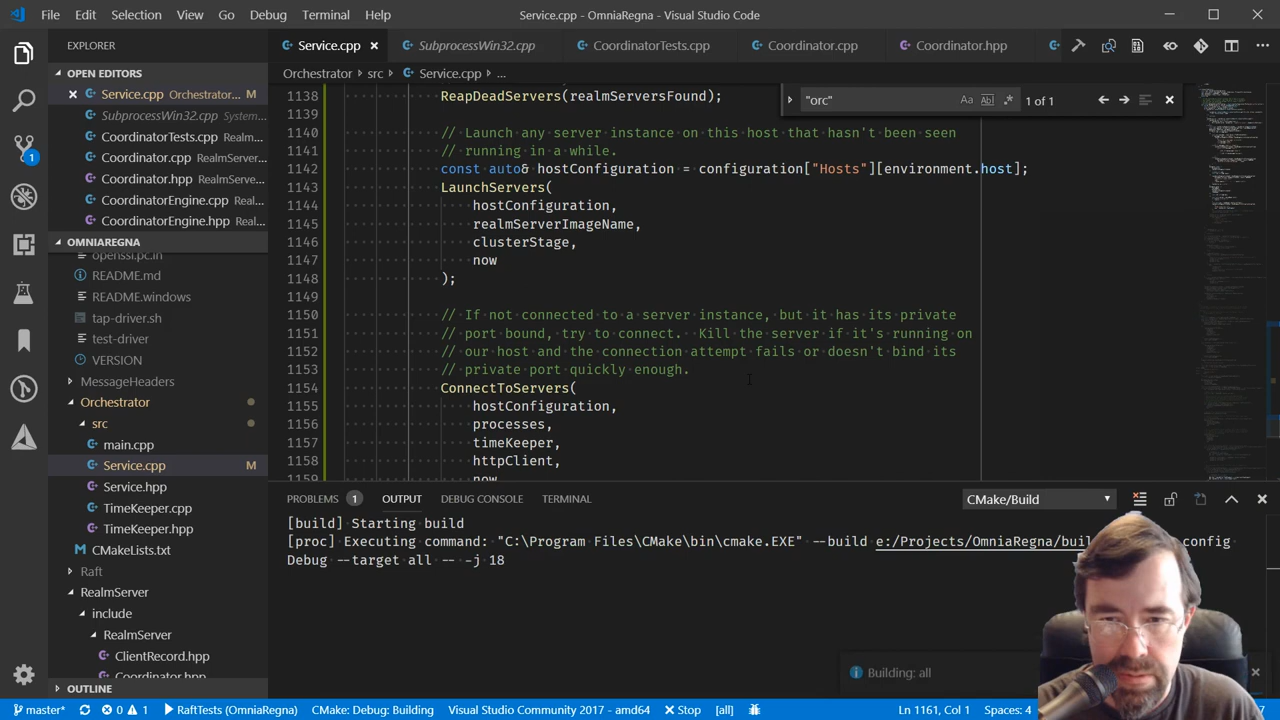 File Edit Selection View Go Debug Terminal Help
Service.cpp - OmniaRegna - Visual Studio Code
EXPLORER
OPEN EDITORS
Service.cpp Orchestrator... M
SubprocessWin32.cpp System...
CoordinatorTests.cpp Realm...
Coordinator.cpp RealmServer...
Coordinator.hpp RealmServe...
CoordinatorEngine.cpp Real...
CoordinatorEngine.hpp Real...
OMNIAREGNA
openssl.pc.in
README.md
README.windows
tap-driver.sh
test-driver
VERSION
MessageHeaders
Orchestrator
src
main.cpp
Service.cpp M
Service.hpp
TimeKeeper.cpp
TimeKeeper.hpp
CMakeLists.txt
Raft
RealmServer
include
RealmServer
ClientRecord.hpp
Coordinator.hpp
OUTLINE
Service.cpp SubprocessWin32.cpp CoordinatorTests.cpp Coordinator.cpp Coordinator.hpp
Orchestrator > src > Service.cpp > ...
"orc" Aa Abl .* 1 of 1
1138 ReapDeadServers(realmServersFound);
1139
1140 // Launch any server instance on this host that hasn't been seen
1141 // running in a while.
1142 const auto& hostConfiguration = configuration["Hosts"][environment.host];
1143 LaunchServers(
1144 hostConfiguration,
1145 realmServerImageName,
1146 clusterStage,
1147 now
1148 );
1149
1150 // If not connected to a server instance, but it has its private
1151 // port bound, try to connect. Kill the server if it's running on
1152 // our host and the connection attempt fails or doesn't bind its
1153 // private port quickly enough.
1154 ConnectToServers(
1155 hostConfiguration,
1156 processes,
1157 timeKeeper,
1158 httpClient,
1159 now
PROBLEMS 1 OUTPUT DEBUG CONSOLE TERMINAL CMake/Build
[build] Starting build
[proc] Executing command: "C:\Program Files\CMake\bin\cmake.EXE" --build e:/Projects/OmniaRegna/buil config
Debug --target all -- -j 18
Building: all
master* 0 1 RaftTests (OmniaRegna) CMake: Debug: Building Visual Studio 2017 - amd64 Stop [all] Ln 1161, Col 1 Spaces: 4